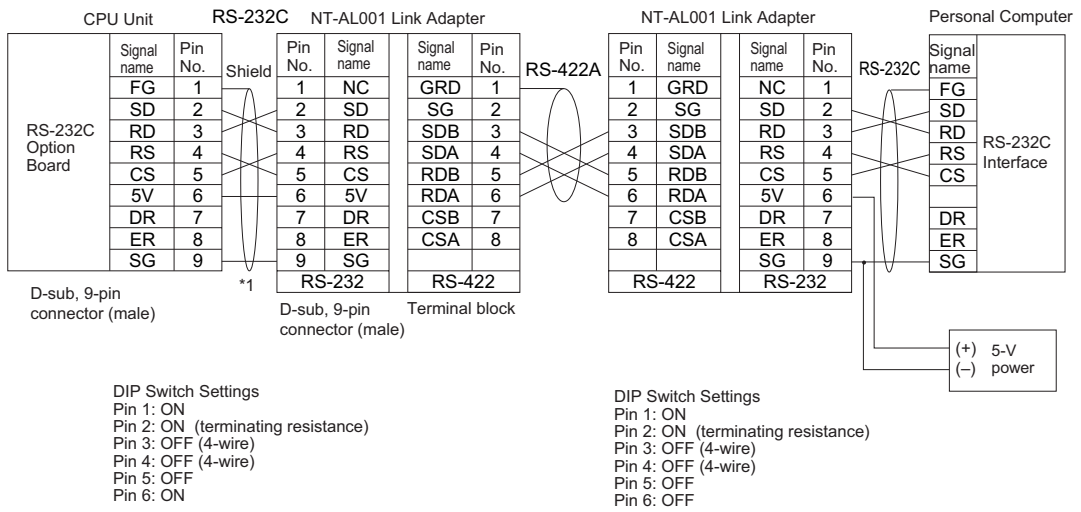 CPU Unit
RS-232C
NT-AL001 Link Adapter
NT-AL001 Link Adapter
Personal Computer
RS-232C
Option
Board
Signal
name
Pin
No.
FG 1
SD 2
RD 3
RS 4
CS 5
5V 6
DR 7
ER 8
SG 9
D-sub, 9-pin
connector (male)
Shield
*1
Pin
No.
Signal
name
1 NC
2 SD
3 RD
4 RS
5 CS
6 5V
7 DR
8 ER
9 SG
RS-232
D-sub, 9-pin
connector (male)
Signal
name
Pin
No.
GRD 1
SG 2
SDB 3
SDA 4
RDB 5
RDA 6
CSB 7
CSA 8
RS-422
Terminal block
RS-422A
Pin
No.
Signal
name
1 GRD
2 SG
3 SDB
4 SDA
5 RDB
6 RDA
7 CSB
8 CSA
RS-422
Signal
name
Pin
No.
NC 1
SD 2
RD 3
RS 4
CS 5
5V 6
DR 7
ER 8
SG 9
RS-232
RS-232C
Signal
name
FG
SD
RD
RS
CS
DR
ER
SG
RS-232C
Interface
(+) 5-V
(–) power
DIP Switch Settings
Pin 1: ON
Pin 2: ON (terminating resistance)
Pin 3: OFF (4-wire)
Pin 4: OFF (4-wire)
Pin 5: OFF
Pin 6: ON
DIP Switch Settings
Pin 1: ON
Pin 2: ON (terminating resistance)
Pin 3: OFF (4-wire)
Pin 4: OFF (4-wire)
Pin 5: OFF
Pin 6: OFF